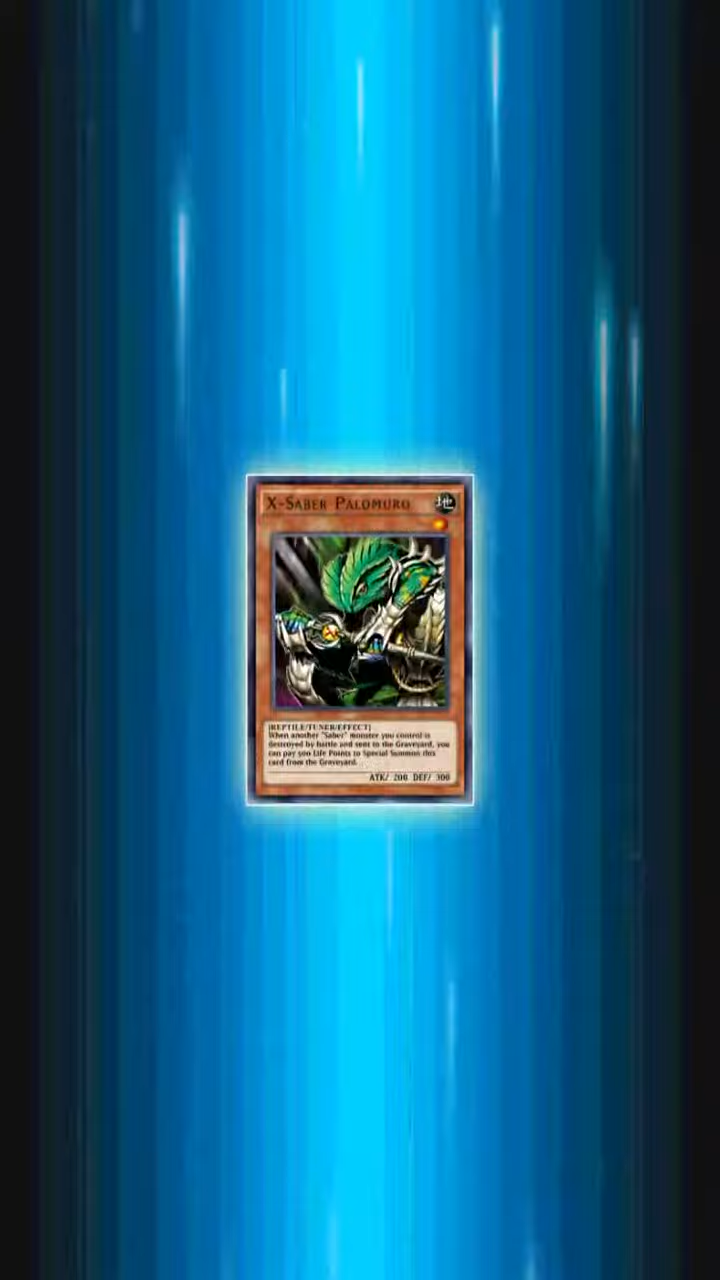 X-Saber Palomuro
地
[REPTILE/TUNER/EFFECT]
When another "Saber" monster you control is
destroyed by battle and sent to the Graveyard, you
can pay 500 Life Points to Special Summon this
card from the Graveyard.
ATK/ 200 DEF/ 300